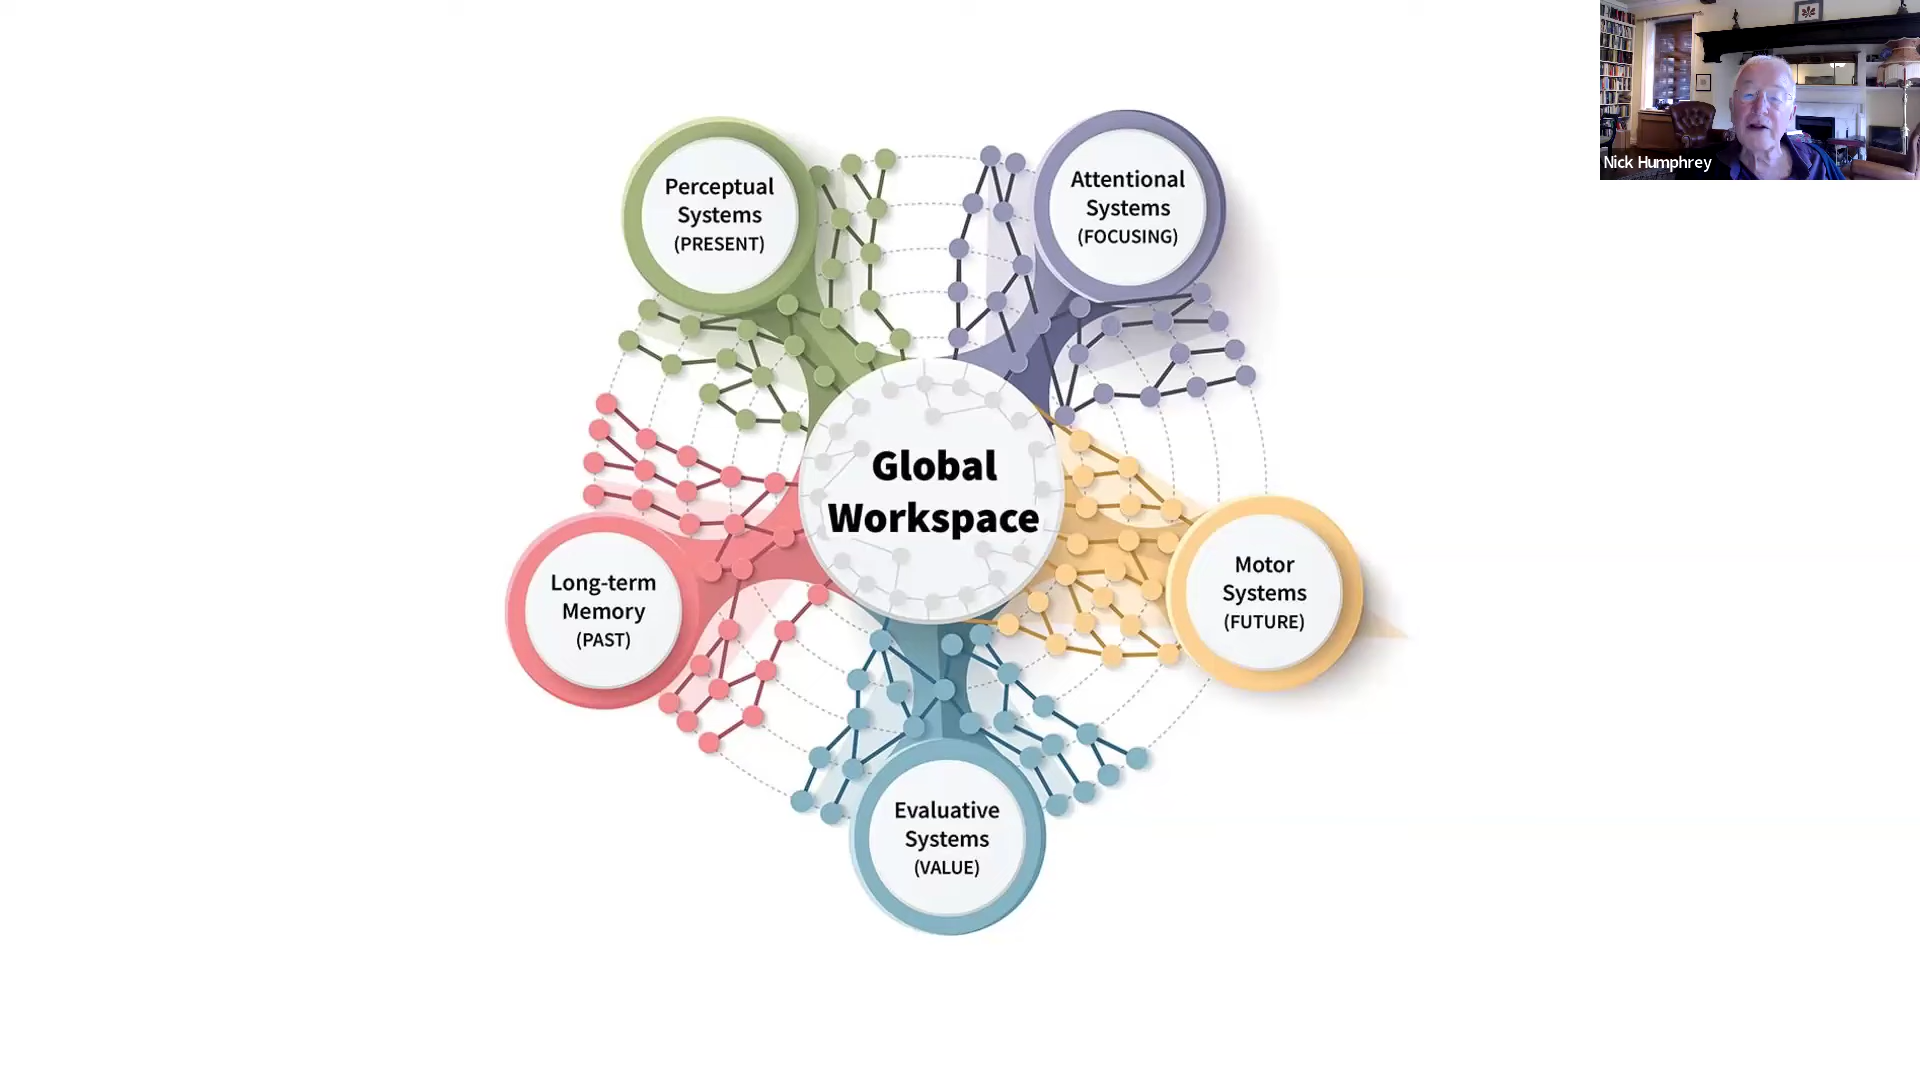 Nick Humphrey
Perceptual
Systems
(PRESENT)
Attentional
Systems
(FOCUSING)
Global
Workspace
Long-term
Memory
(PAST)
Motor
Systems
(FUTURE)
Evaluative
Systems
(VALUE)